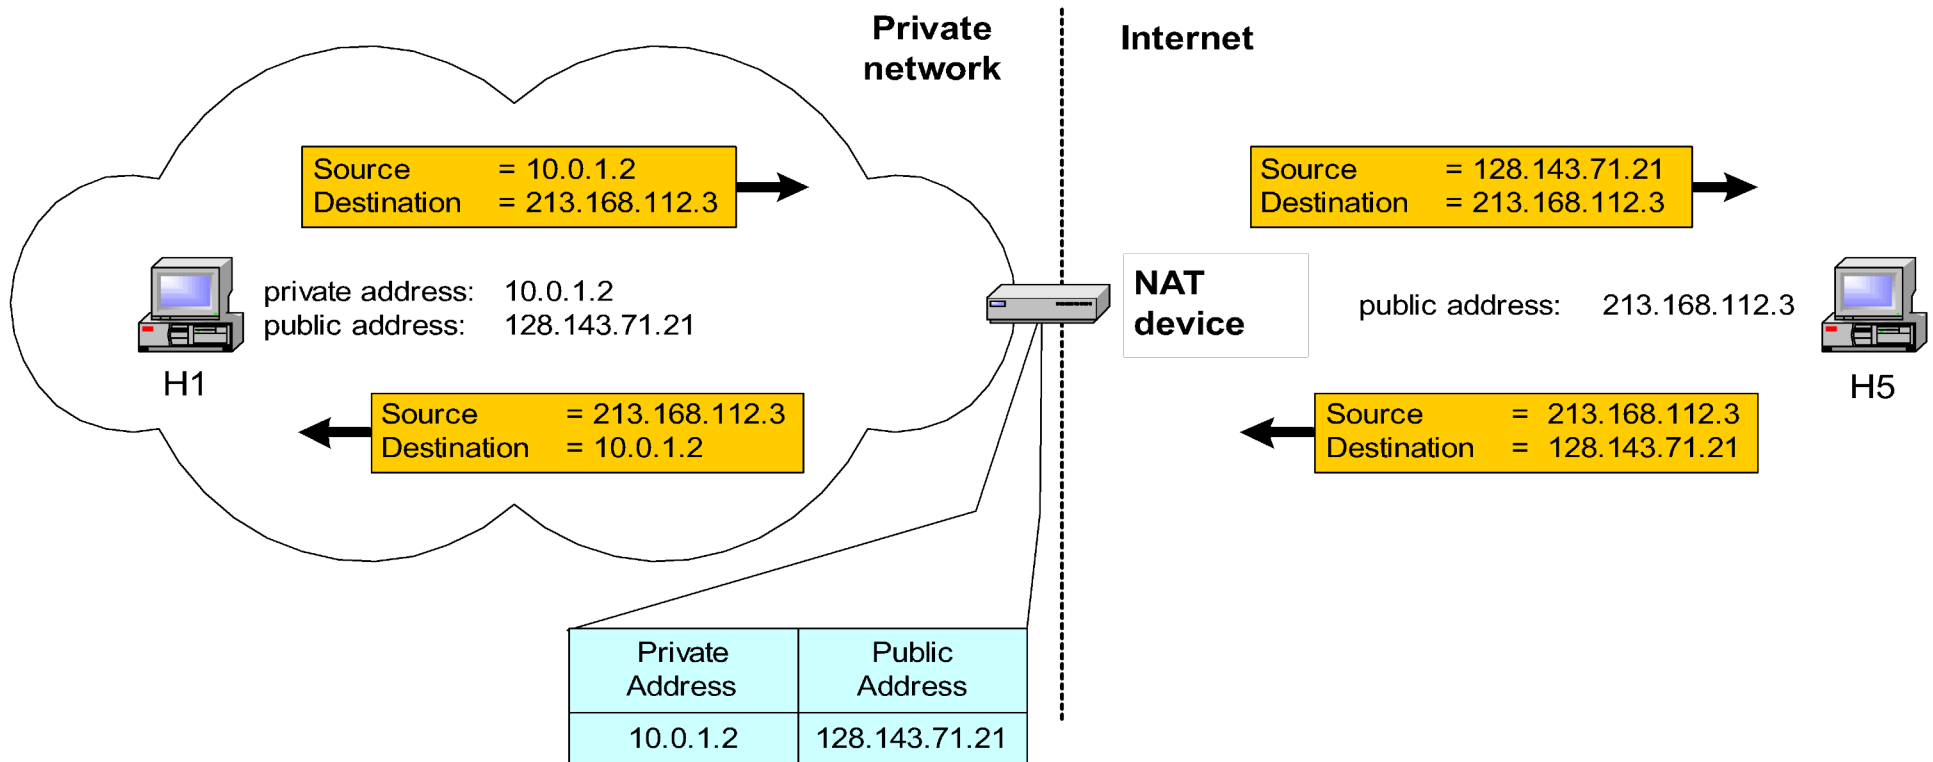 Private
network
Internet
Source = 10.0.1.2
Destination = 213.168.112.3
Source = 128.143.71.21
Destination = 213.168.112.3
private address: 10.0.1.2
public address: 128.143.71.21
H1
NAT
device
public address: 213.168.112.3
H5
Source = 213.168.112.3
Destination = 10.0.1.2
Source = 213.168.112.3
Destination = 128.143.71.21
Private
Address
Public
Address
10.0.1.2
128.143.71.21